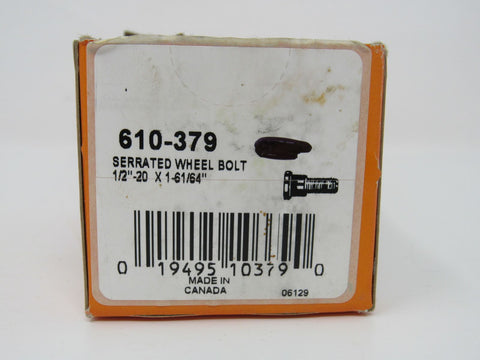 610-379
SERRATED WHEEL BOLT
1/2"-20 X 1-61/64"
0 19495 10379 0
MADE IN
CANADA
06129